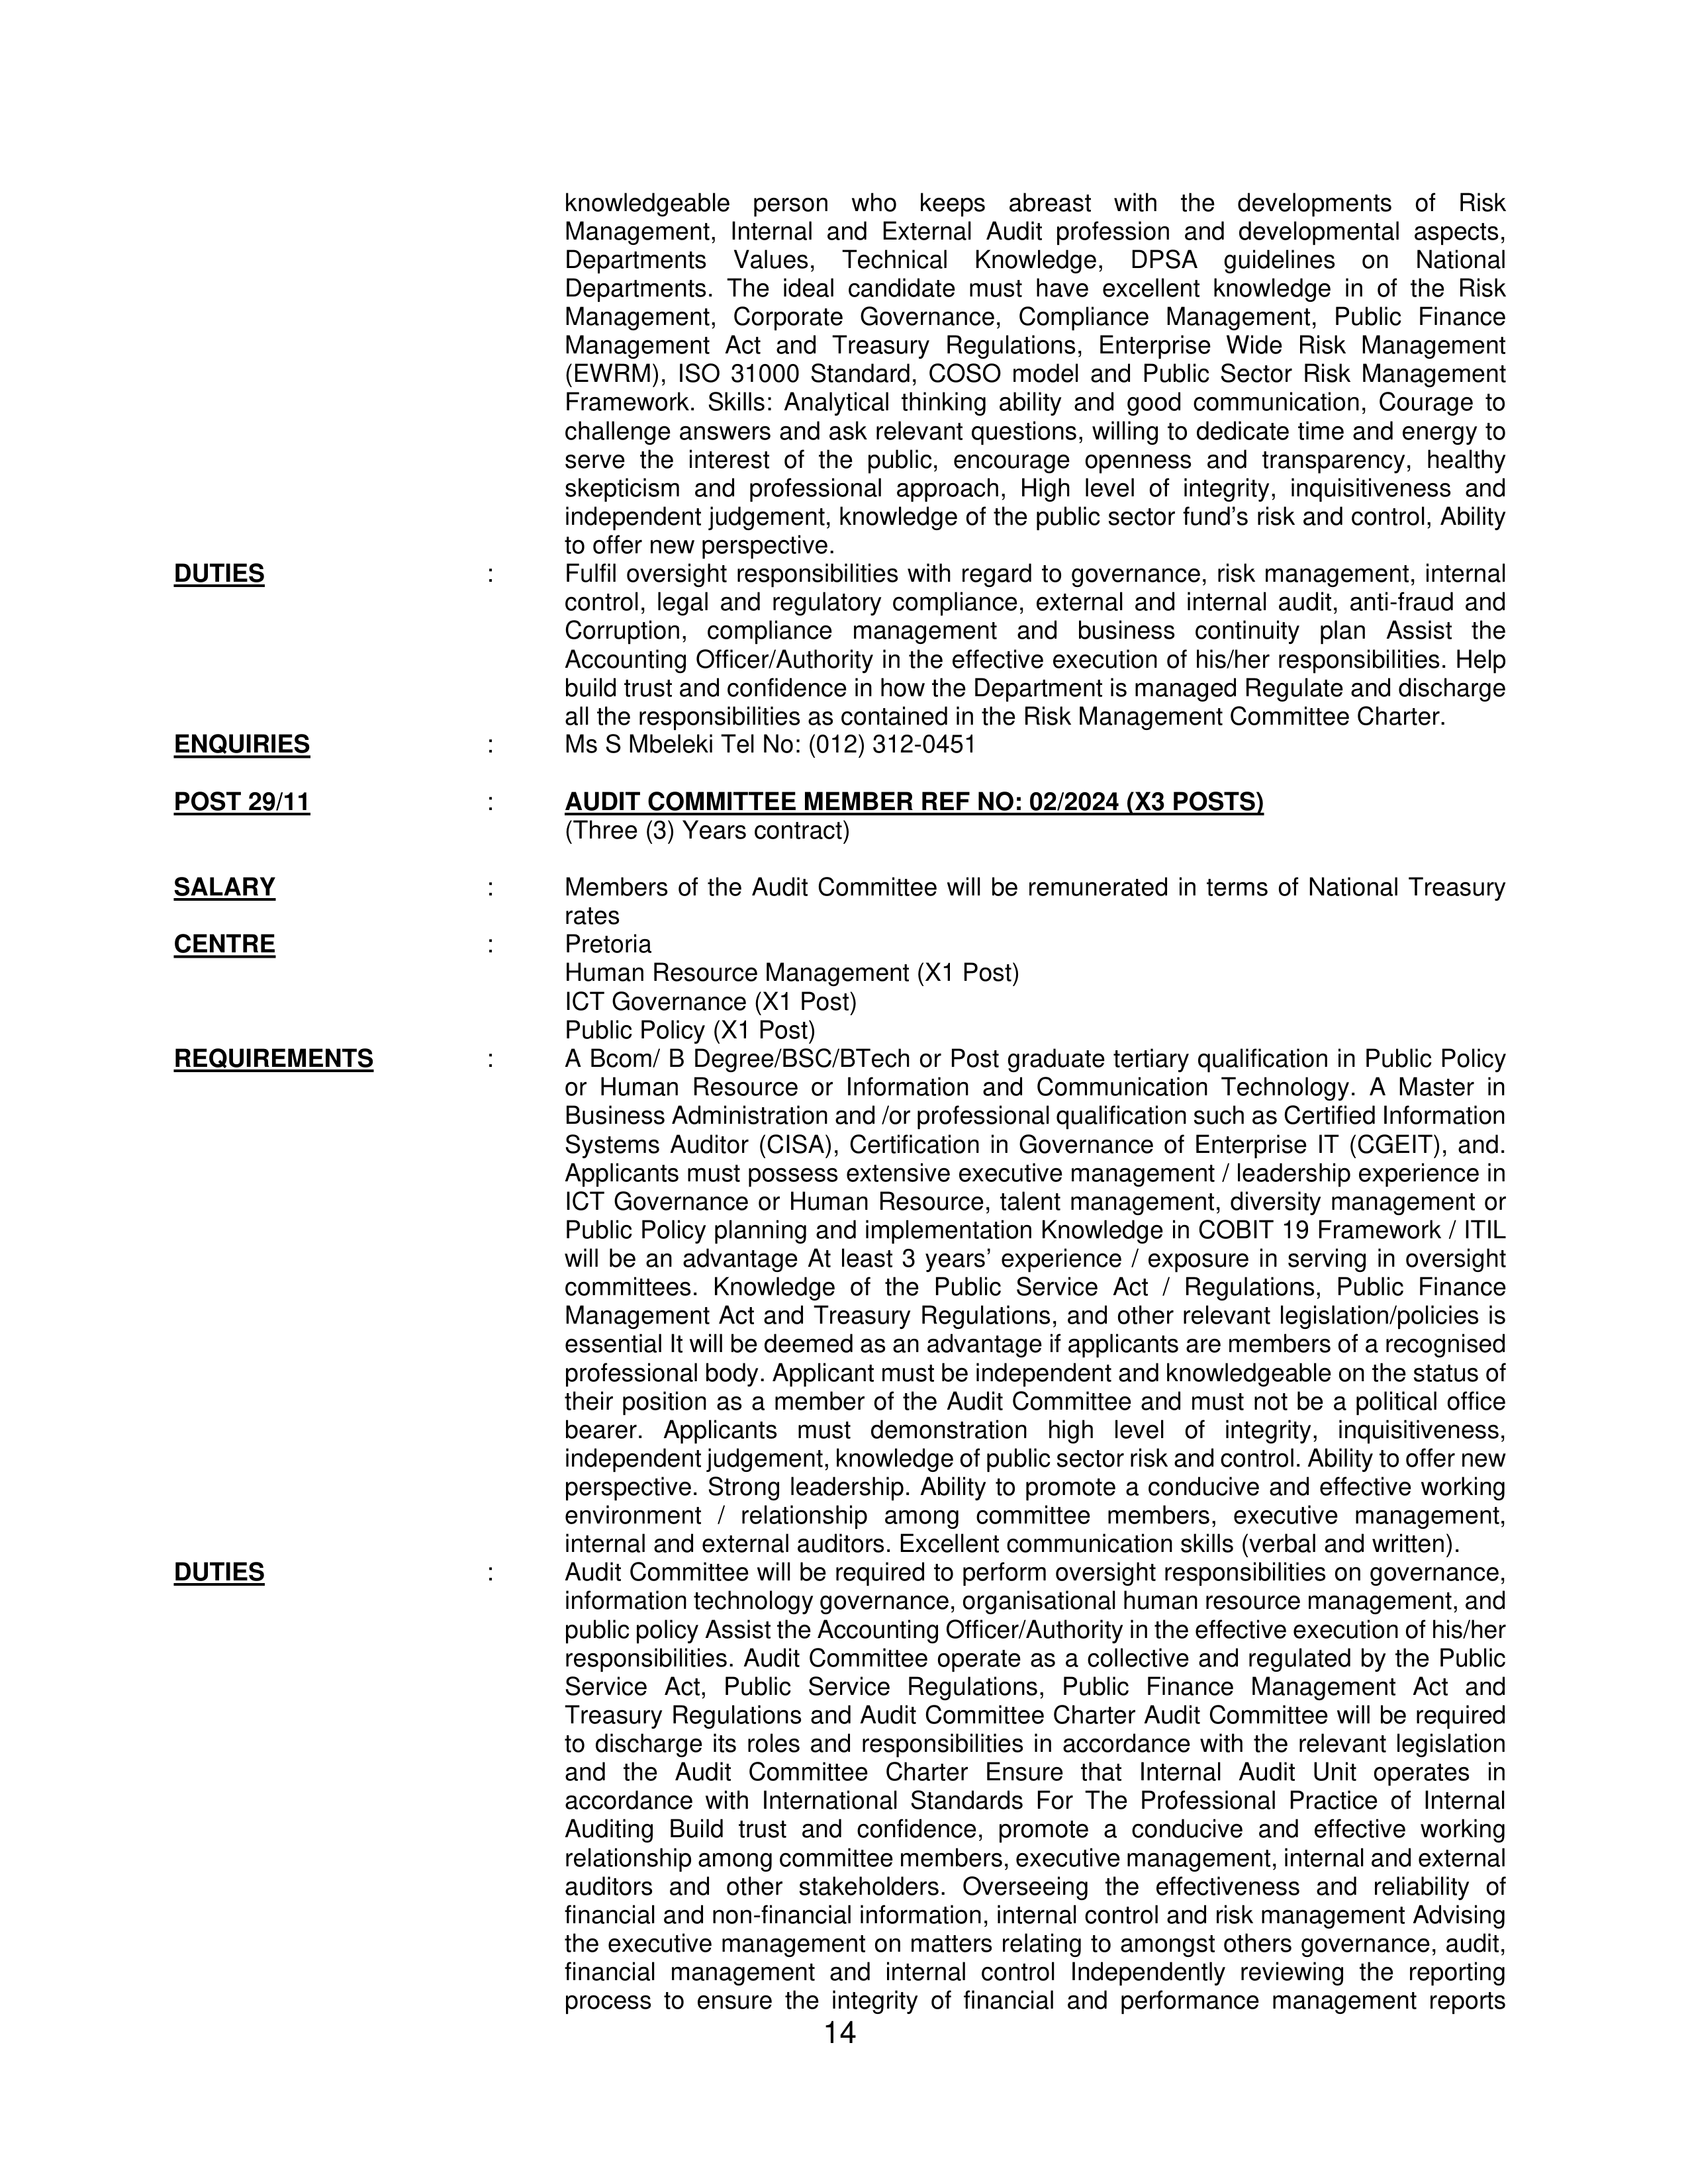 knowledgeable person who keeps abreast with the developments of Risk
Management, Internal and External Audit profession and developmental aspects,
Departments Values, Technical Knowledge, DPSA guidelines on National
Departments. The ideal candidate must have excellent knowledge in of the Risk
Management, Corporate Governance, Compliance Management, Public Finance
Management Act and Treasury Regulations, Enterprise Wide Risk Management
(EWRM), ISO 31000 Standard, COSO model and Public Sector Risk Management
Framework. Skills: Analytical thinking ability and good communication, Courage to
challenge answers and ask relevant questions, willing to dedicate time and energy to
serve the interest of the public, encourage openness and transparency, healthy
skepticism and professional approach, High level of integrity, inquisitiveness and
independent judgement, knowledge of the public sector fund’s risk and control, Ability
to offer new perspective.
DUTIES : Fulfil oversight responsibilities with regard to governance, risk management, internal
control, legal and regulatory compliance, external and internal audit, anti-fraud and
Corruption, compliance management and business continuity plan Assist the
Accounting Officer/Authority in the effective execution of his/her responsibilities. Help
build trust and confidence in how the Department is managed Regulate and discharge
all the responsibilities as contained in the Risk Management Committee Charter.
ENQUIRIES : Ms S Mbeleki Tel No: (012) 312-0451
POST 29/11 : AUDIT COMMITTEE MEMBER REF NO: 02/2024 (X3 POSTS)
(Three (3) Years contract)
SALARY : Members of the Audit Committee will be remunerated in terms of National Treasury
rates
CENTRE : Pretoria
Human Resource Management (X1 Post)
ICT Governance (X1 Post)
Public Policy (X1 Post)
REQUIREMENTS : A Bcom/ B Degree/BSC/BTech or Post graduate tertiary qualification in Public Policy
or Human Resource or Information and Communication Technology. A Master in
Business Administration and /or professional qualification such as Certified Information
Systems Auditor (CISA), Certification in Governance of Enterprise IT (CGEIT), and.
Applicants must possess extensive executive management / leadership experience in
ICT Governance or Human Resource, talent management, diversity management or
Public Policy planning and implementation Knowledge in COBIT 19 Framework / ITIL
will be an advantage At least 3 years’ experience / exposure in serving in oversight
committees. Knowledge of the Public Service Act / Regulations, Public Finance
Management Act and Treasury Regulations, and other relevant legislation/policies is
essential It will be deemed as an advantage if applicants are members of a recognised
professional body. Applicant must be independent and knowledgeable on the status of
their position as a member of the Audit Committee and must not be a political office
bearer. Applicants must demonstration high level of integrity, inquisitiveness,
independent judgement, knowledge of public sector risk and control. Ability to offer new
perspective. Strong leadership. Ability to promote a conducive and effective working
environment / relationship among committee members, executive management,
internal and external auditors. Excellent communication skills (verbal and written).
DUTIES : Audit Committee will be required to perform oversight responsibilities on governance,
information technology governance, organisational human resource management, and
public policy Assist the Accounting Officer/Authority in the effective execution of his/her
responsibilities. Audit Committee operate as a collective and regulated by the Public
Service Act, Public Service Regulations, Public Finance Management Act and
Treasury Regulations and Audit Committee Charter Audit Committee will be required
to discharge its roles and responsibilities in accordance with the relevant legislation
and the Audit Committee Charter Ensure that Internal Audit Unit operates in
accordance with International Standards For The Professional Practice of Internal
Auditing Build trust and confidence, promote a conducive and effective working
relationship among committee members, executive management, internal and external
auditors and other stakeholders. Overseeing the effectiveness and reliability of
financial and non-financial information, internal control and risk management Advising
the executive management on matters relating to amongst others governance, audit,
financial management and internal control Independently reviewing the reporting
process to ensure the integrity of financial and performance management reports
14